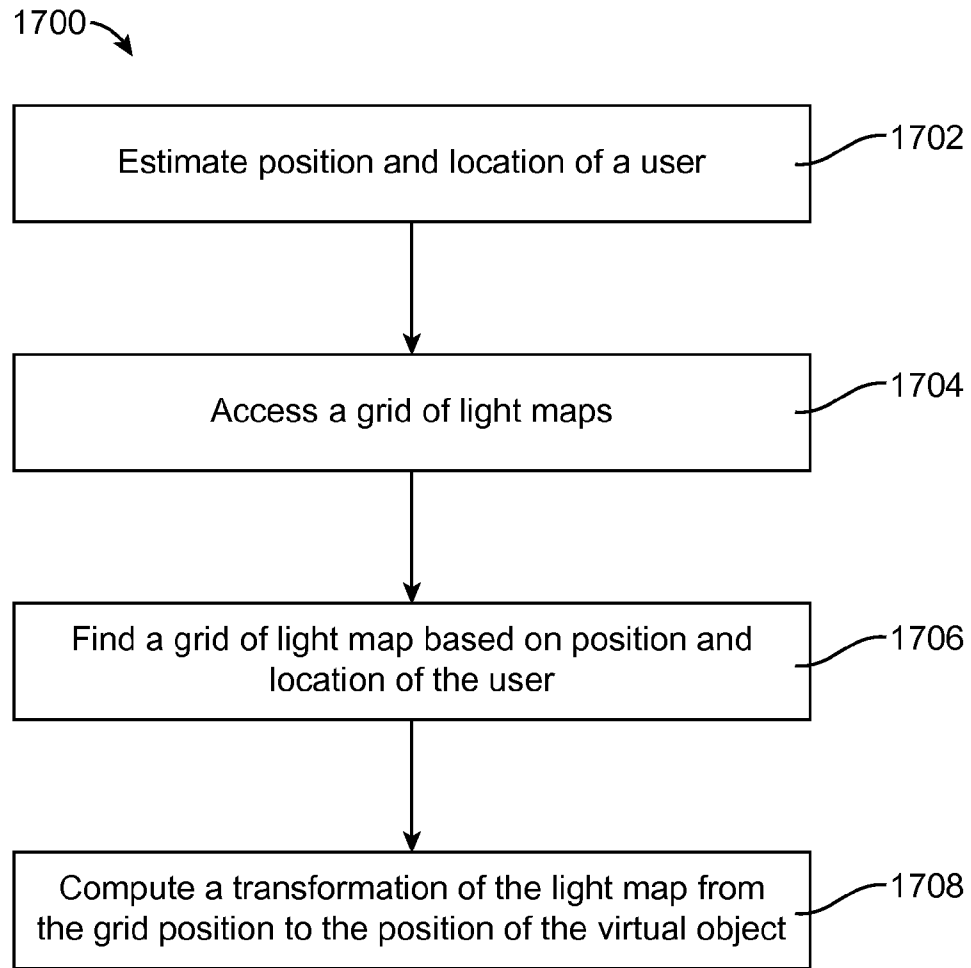 1700
Estimate position and location of a user
1702
Access a grid of light maps
1704
Find a grid of light map based on position and
location of the user
1706
Compute a transformation of the light map from
the grid position to the position of the virtual object
1708